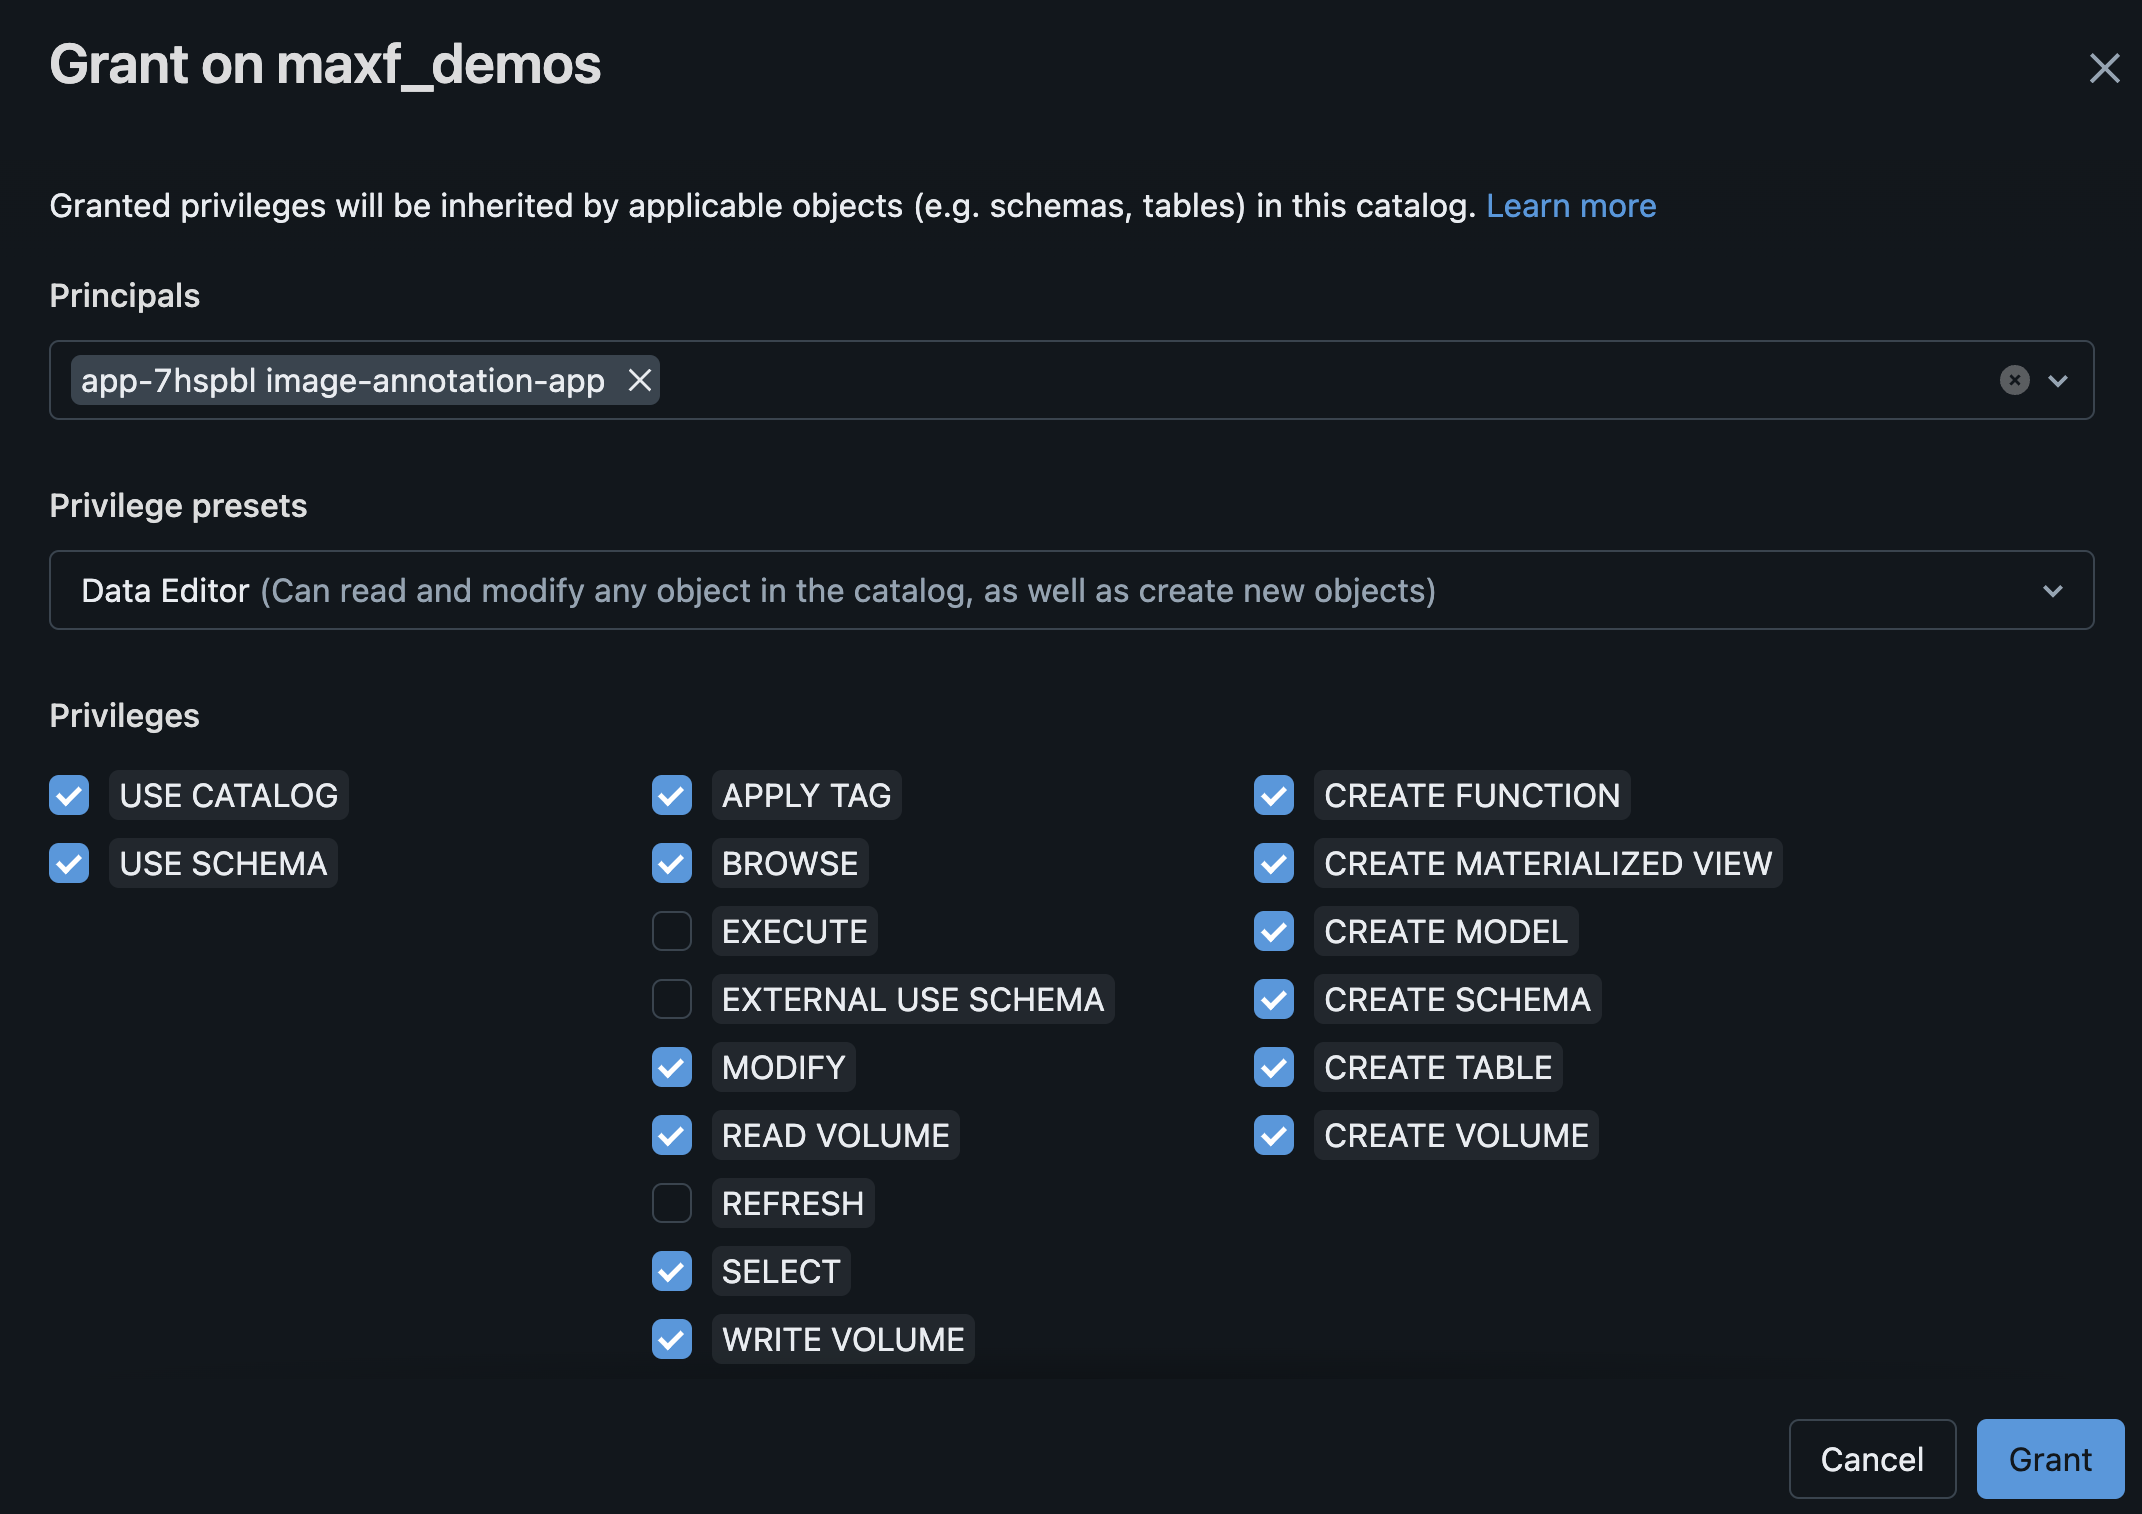 Grant on maxf_demos
Granted privileges will be inherited by applicable objects (e.g. schemas, tables) in this catalog. Learn more
Principals
app-7hspbl image-annotation-app
Privilege presets
Data Editor (Can read and modify any object in the catalog, as well as create new objects)
Privileges
USE CATALOG
USE SCHEMA
APPLY TAG
BROWSE
EXECUTE
EXTERNAL USE SCHEMA
MODIFY
READ VOLUME
REFRESH
SELECT
WRITE VOLUME
CREATE FUNCTION
CREATE MATERIALIZED VIEW
CREATE MODEL
CREATE SCHEMA
CREATE TABLE
CREATE VOLUME
Cancel
Grant